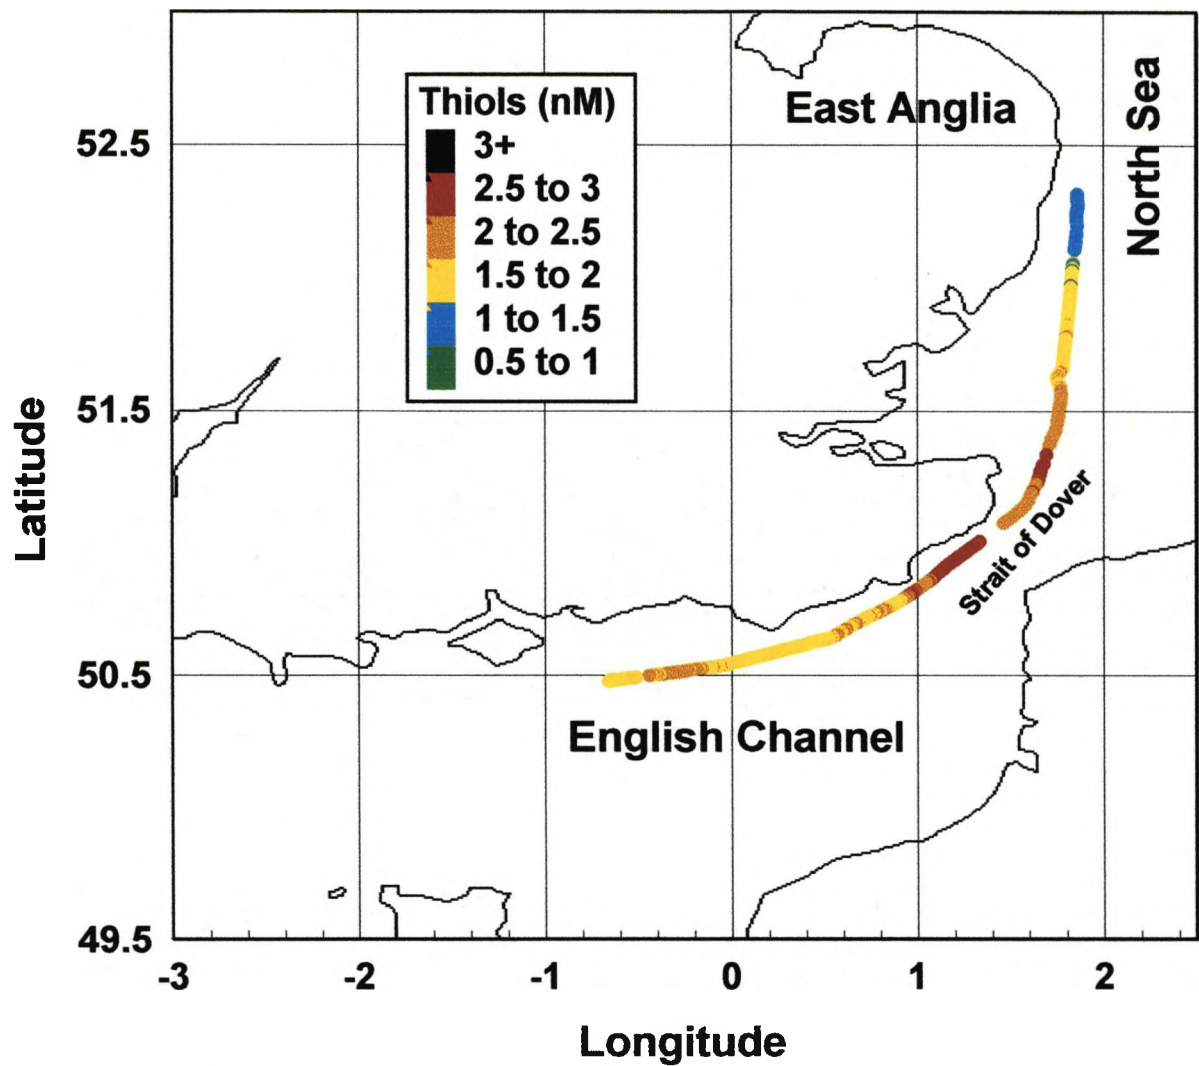 Thiols (nM)
3+
2.5 to 3
2 to 2.5
1.5 to 2
1 to 1.5
0.5 to 1
East Anglia
North Sea
Strait of Dover
English Channel
Latitude
52.5
51.5
50.5
49.5
-3 -2 -1 0 1 2
Longitude